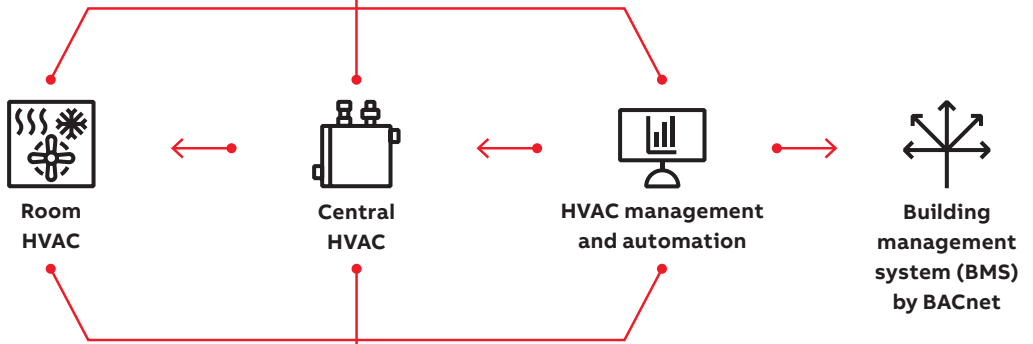 Room
HVAC
Central
HVAC
HVAC management
and automation
Building
management
system (BMS)
by BACnet